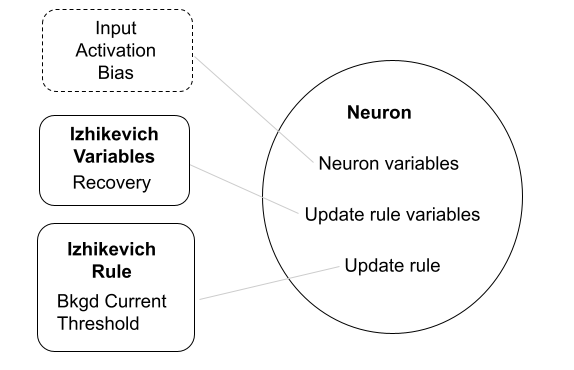 Input
Activation
Bias
Izhikevich
Variables
Recovery
Izhikevich
Rule
Bkgd Current
Threshold
Neuron
Neuron variables
Update rule variables
Update rule